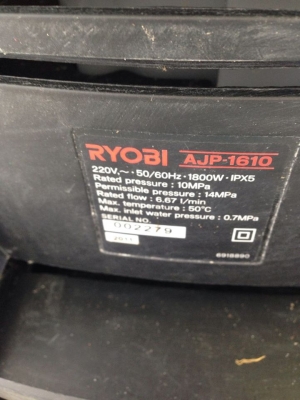 RYOBI AJP-1610
220V.～・50/60Hz・1800W・IPX5
Rated pressure : 10MPa
Permissible pressure : 14MPa
Rated flow : 6.67 l/min
Max. temperature : 50°C
Max. inlet water pressure : 0.7MPa
SERIAL NO.
002279
6918890